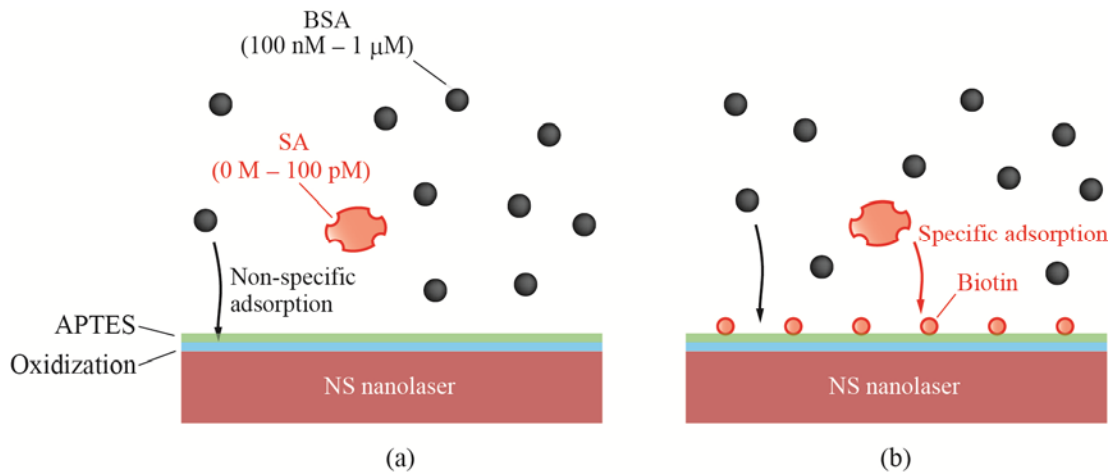 BSA
(100 nM – 1 μM)
SA
(0 M – 100 pM)
Non-specific
adsorption
APTES
Oxidization
NS nanolaser
(a)
Specific adsorption
Biotin
NS nanolaser
(b)